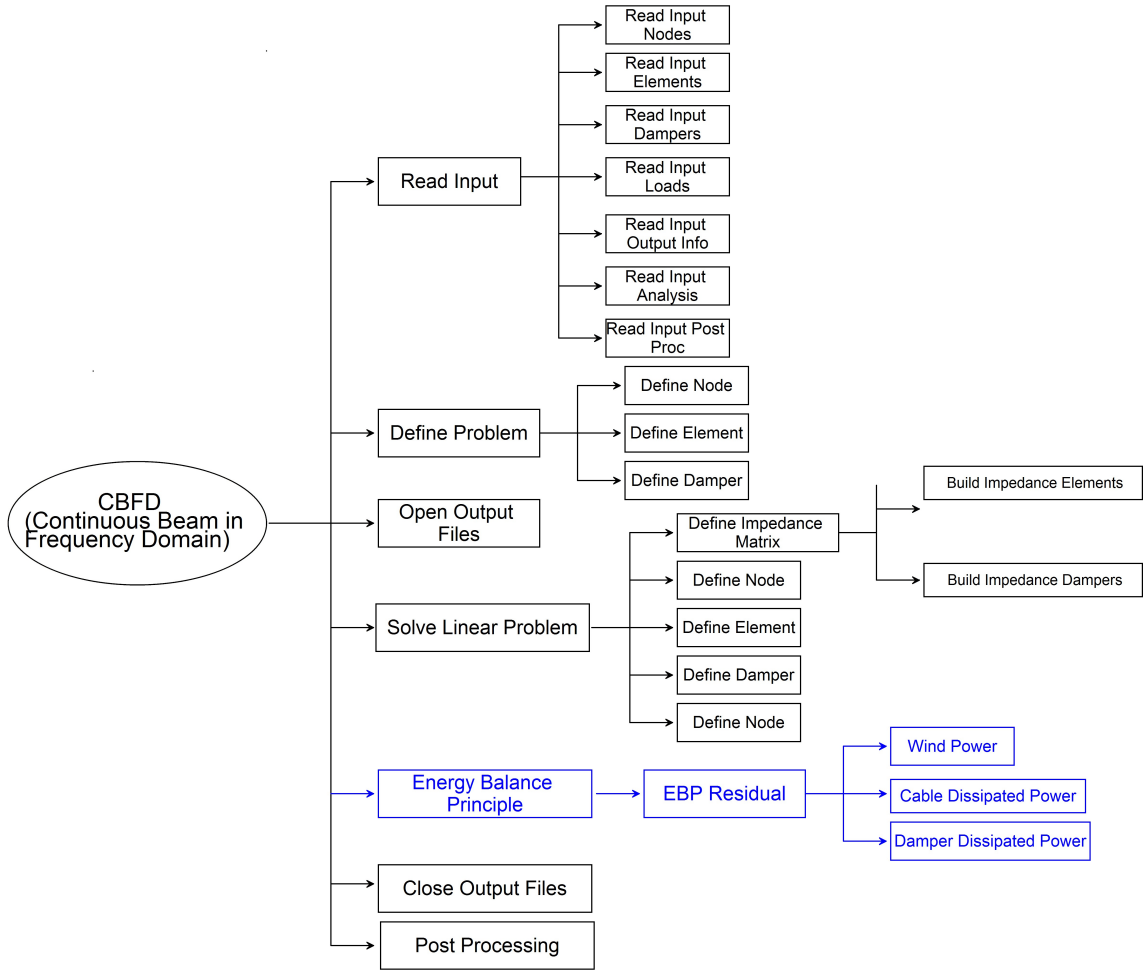 Read Input
Nodes
Read Input
Elements
Read Input
Dampers
Read Input
Read Input
Loads
Read Input
Output Info
Read Input
Analysis
Read Input Post
Proc
Define Node
Define Problem
Define Element
Define Damper
Build Impedance Elements
CBFD
(Continuous Beam in
Frequency Domain)
Open Output
Files
Define Impedance
Matrix
Define Node
Build Impedance Dampers
Solve Linear Problem
Define Element
Define Damper
Define Node
Wind Power
Energy Balance
Principle
EBP Residual
Cable Dissipated Power
Damper Dissipated Power
Close Output Files
Post Processing